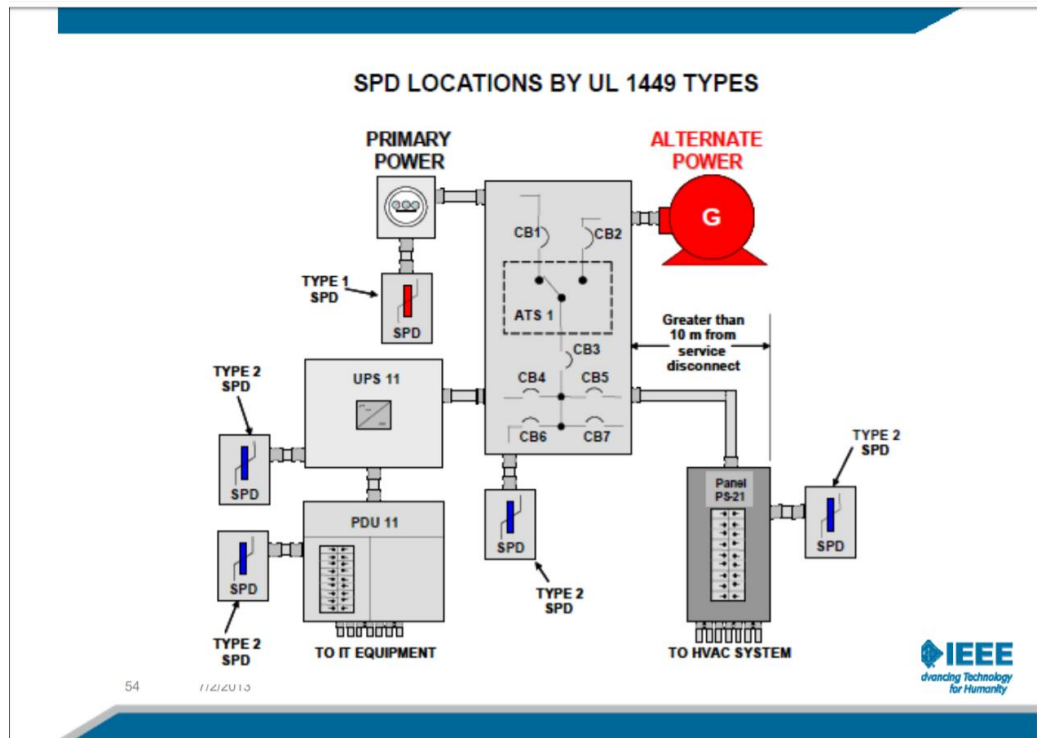 SPD LOCATIONS BY UL 1449 TYPES
PRIMARY
POWER
ALTERNATE
POWER
G
CB1
CB2
TYPE 1
SPD
SPD
ATS 1
Greater than
10 m from
service
disconnect
CB3
CB4
CB5
CB6
CB7
TYPE 2
SPD
UPS 11
SPD
TYPE 2
SPD
Panel
PS-21
SPD
PDU 11
SPD
SPD
TYPE 2
SPD
TYPE 2
SPD
TO IT EQUIPMENT
TO HVAC SYSTEM
IEEE
dvancing Technology
for Humanity
54
7/2/2013